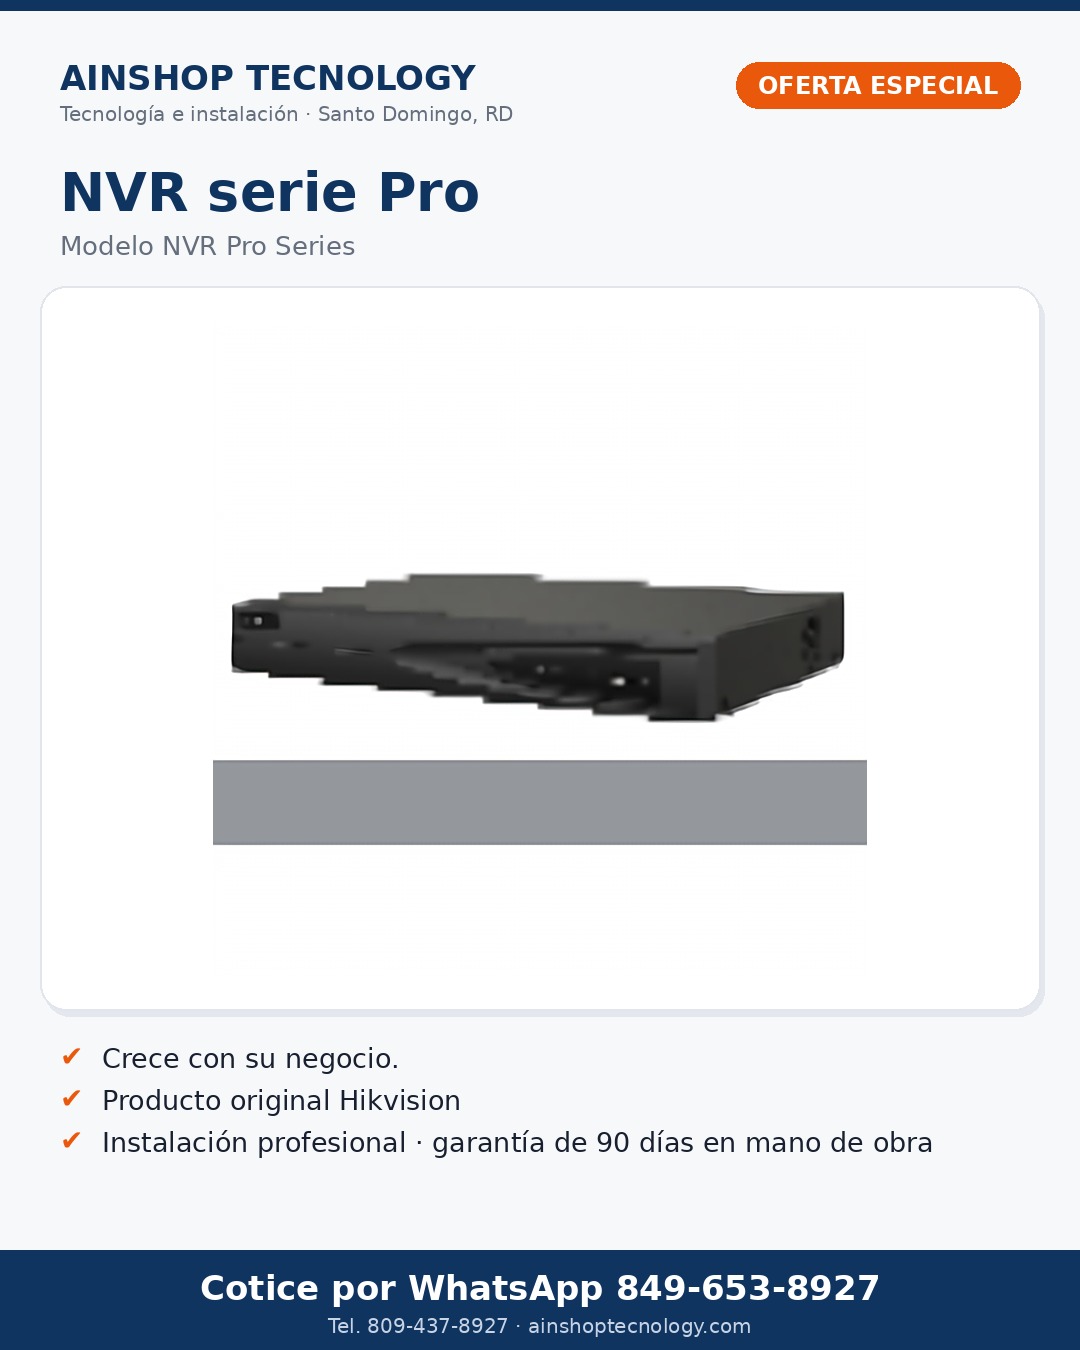 AINSHOP TECNOLOGY
OFERTA ESPECIAL
Tecnología e instalación · Santo Domingo, RD
NVR serie Pro
Modelo NVR Pro Series
✔ Crece con su negocio.
✔ Producto original Hikvision
✔ Instalación profesional · garantía de 90 días en mano de obra
Cotice por WhatsApp 849-653-8927
Tel. 809-437-8927 · ainshoptecnology.com